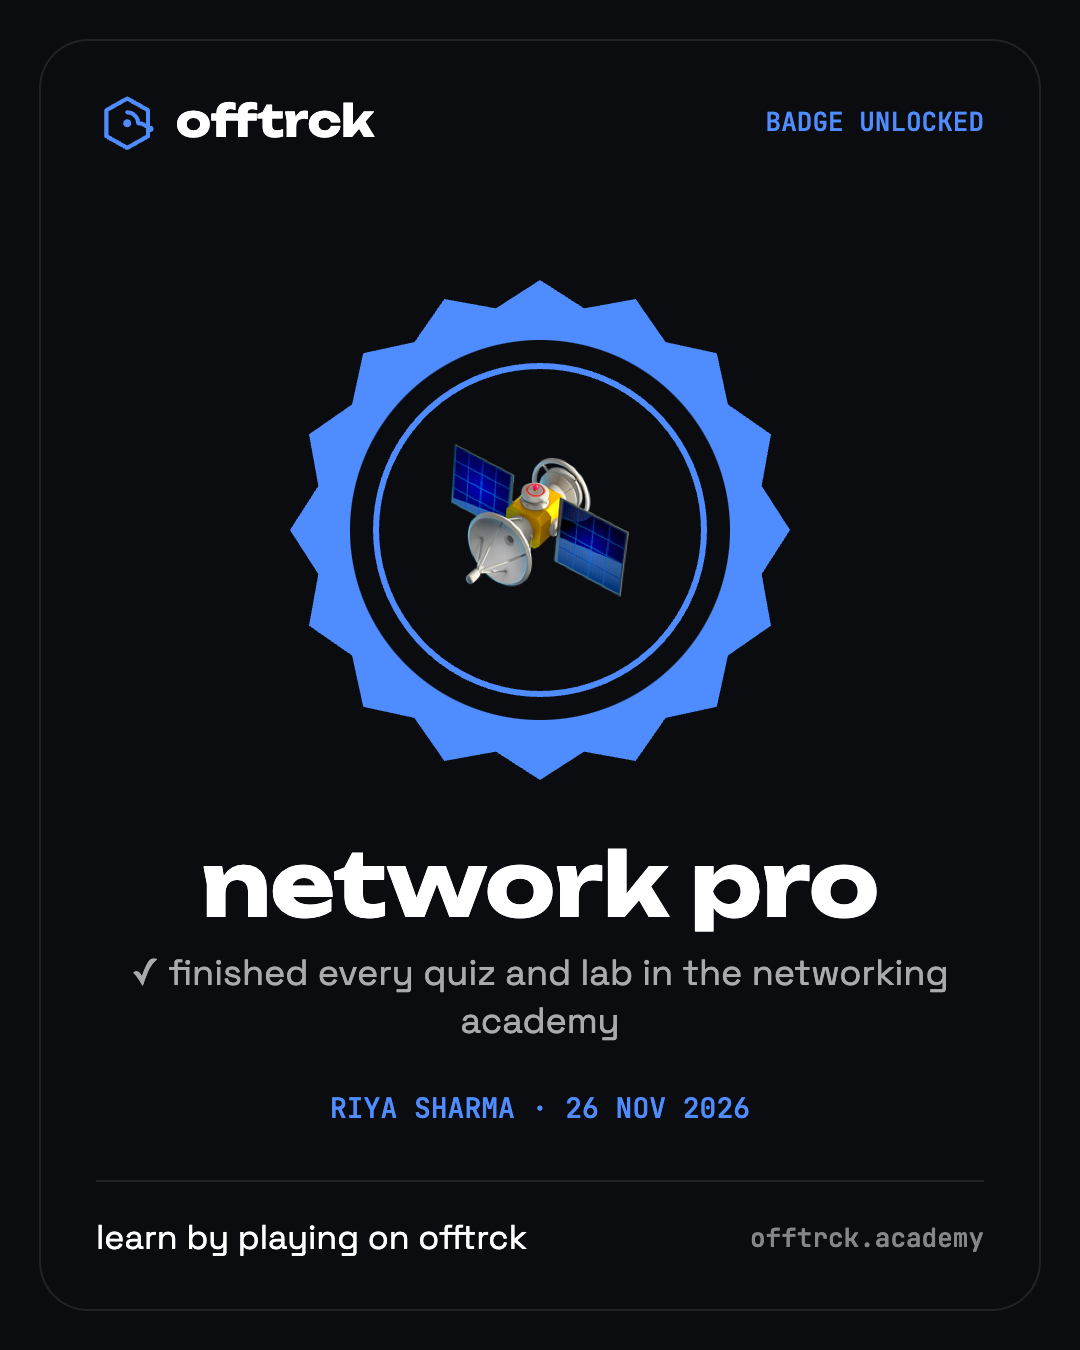 offtrck
BADGE UNLOCKED
network pro
✓ finished every quiz and lab in the networking
academy
RIYA SHARMA · 26 NOV 2026
learn by playing on offtrck
offtrck.academy